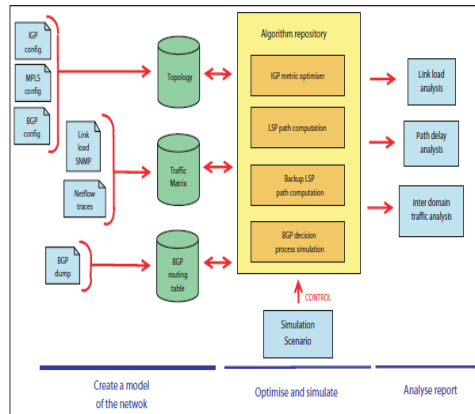 IGP
config
MPLS
config
BGP
config
Link
load
SNMP
Netflow
traces
BGP
dump
Topology
Traffic
Matrix
BGP
routing
table
Algorithm repository
IGP metric optimiser
LSP path computation
Backup LSP
path computation
BGP decision
process simulation
CONTROL
Simulation
Scenario
Link load
analysis
Path delay
analysts
Inter domain
traffic analysts
Create a model
of the netwok
Optimise and simulate
Analyse report